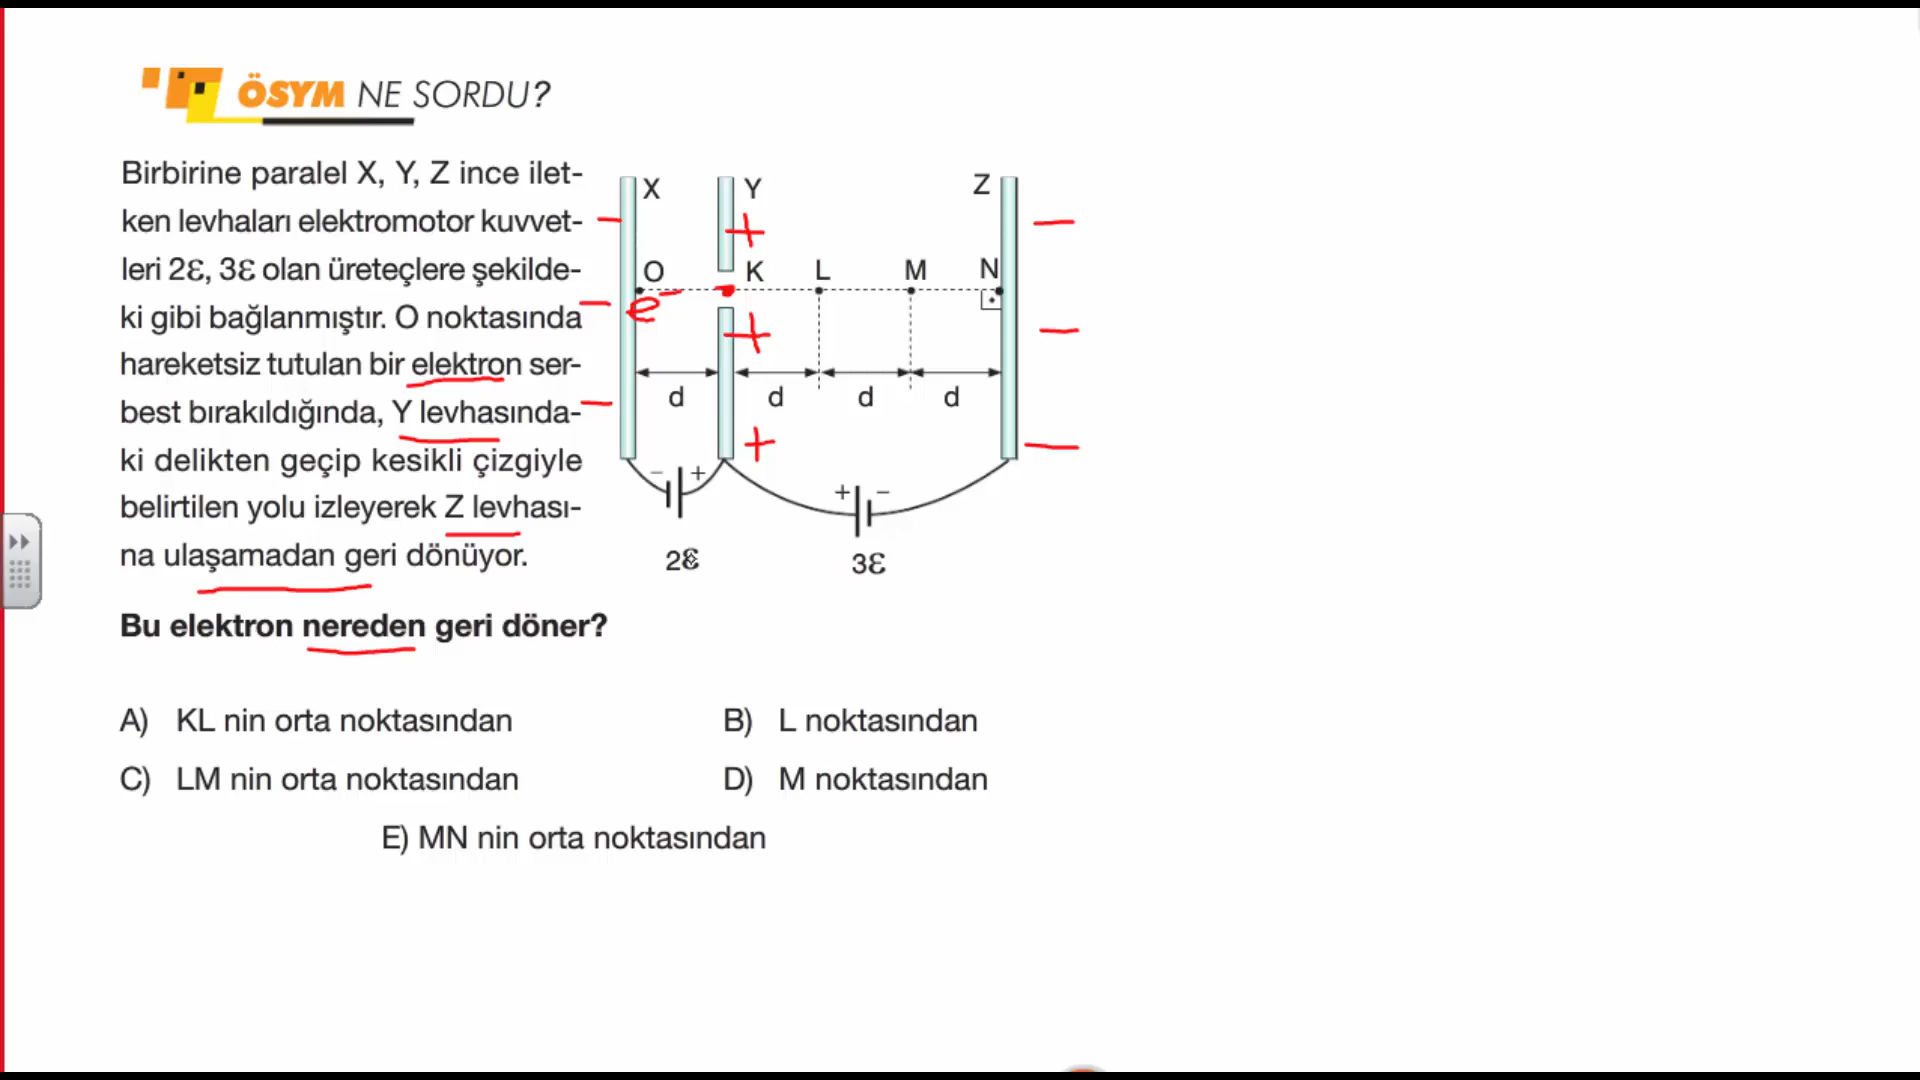 ÖSYM NE SORDU?
Birbirine paralel X, Y, Z ince ilet-
ken levhaları elektromotor kuvvet-
leri 2ε, 3ε olan üreteçlere şekilde-
ki gibi bağlanmıştır. O noktasında
hareketsiz tutulan bir elektron ser-
best bırakıldığında, Y levhasında-
ki delikten geçip kesikli çizgiyle
belirtilen yolu izleyerek Z levhası-
na ulaşamadan geri dönüyor.
X Y Z
+
O K L M N
e⁻
+
d d d d
+
− + + −
2ε 3ε
Bu elektron nereden geri döner?
A) KL nin orta noktasından B) L noktasından
C) LM nin orta noktasından D) M noktasından
E) MN nin orta noktasından